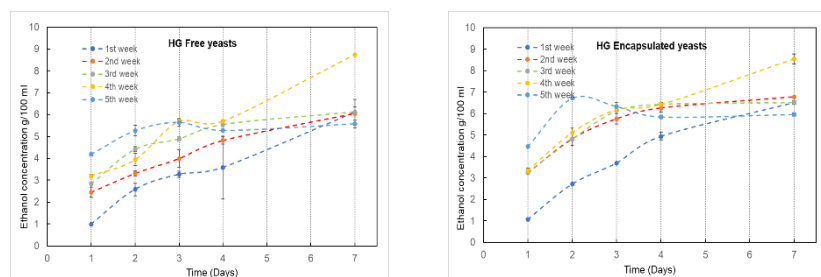 HG Free yeasts
1st week
2nd week
3rd week
4th week
5th week
Ethanol concentration g/100 ml
10
9
8
7
6
5
4
3
2
1
0
0 1 2 3 4 5 6 7
Time (Days)
HG Encapsulated yeasts
1st week
2nd week
3rd week
4th week
5th week
Ethanol concentration g/100 ml
10
9
8
7
6
5
4
3
2
1
0
0 1 2 3 4 5 6 7
Time (Days)